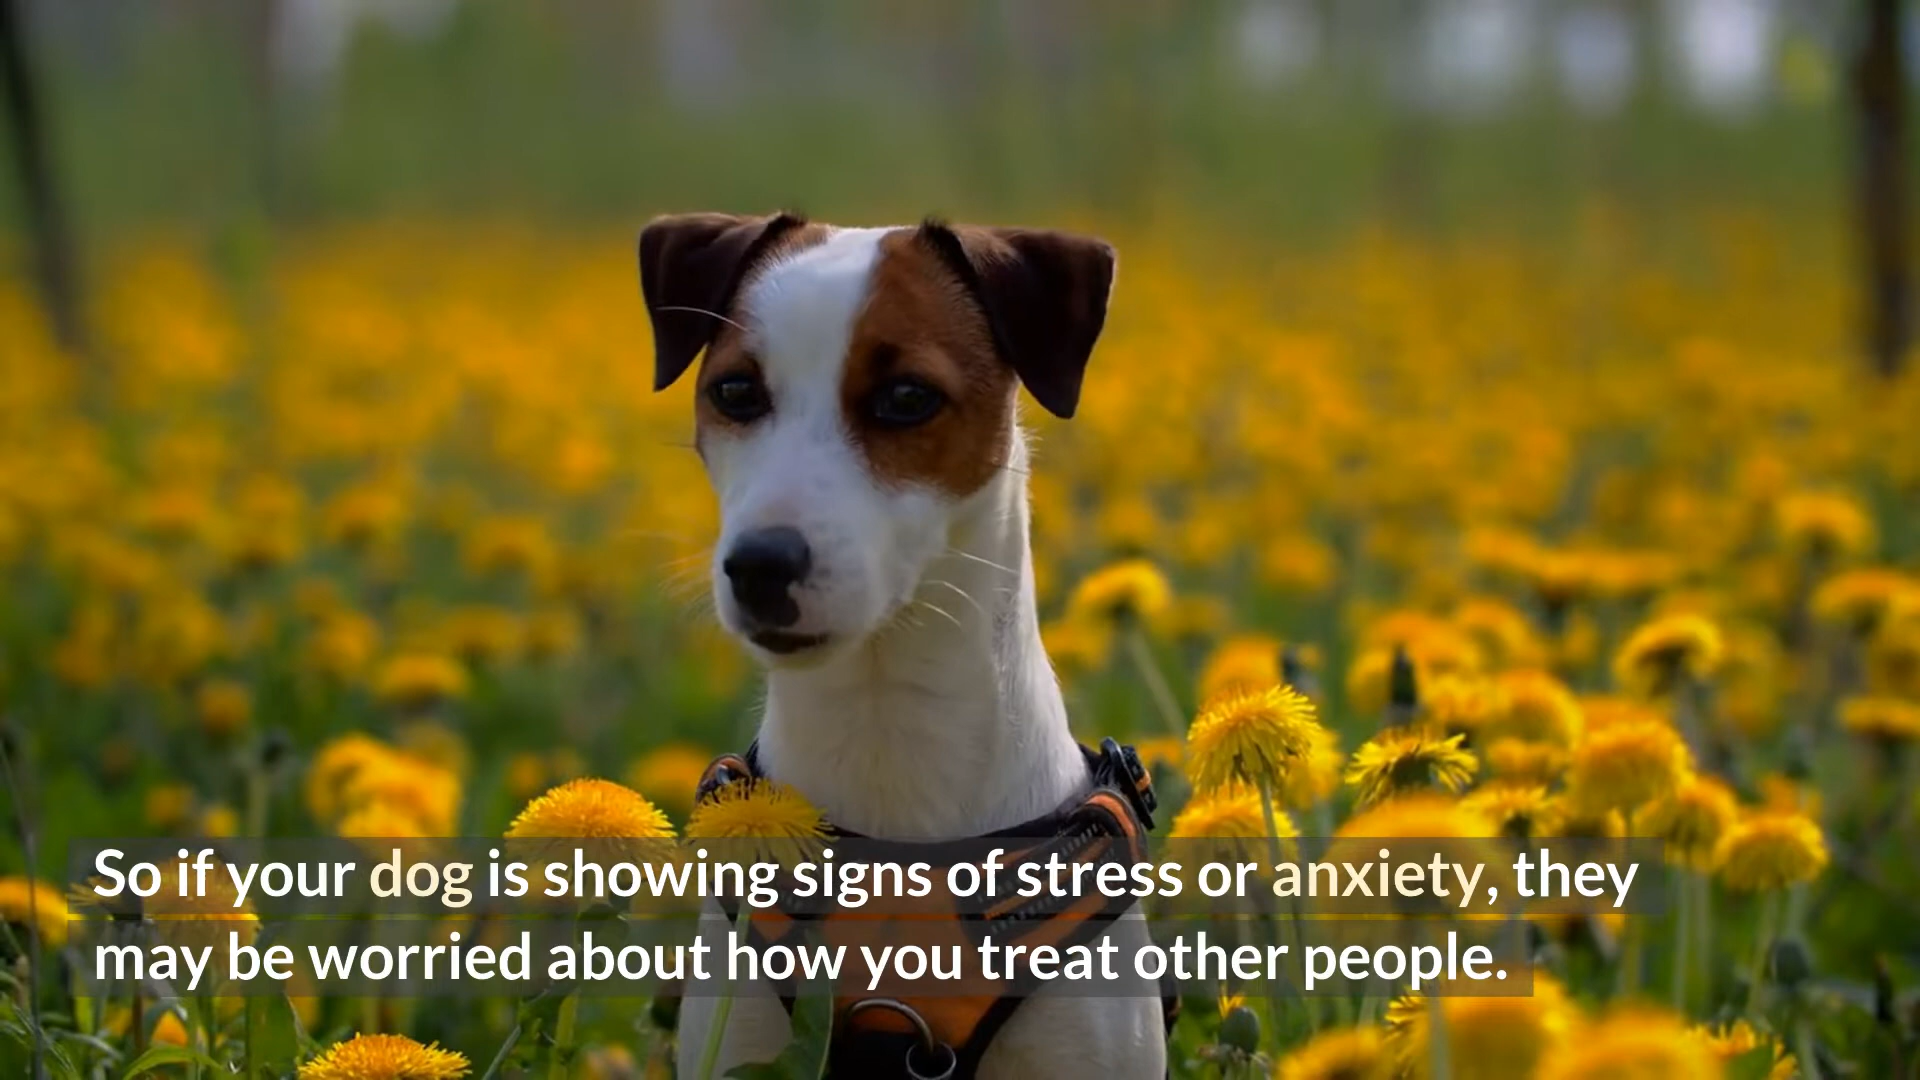 So if your dog is showing signs of stress or anxiety, they
may be worried about how you treat other people.